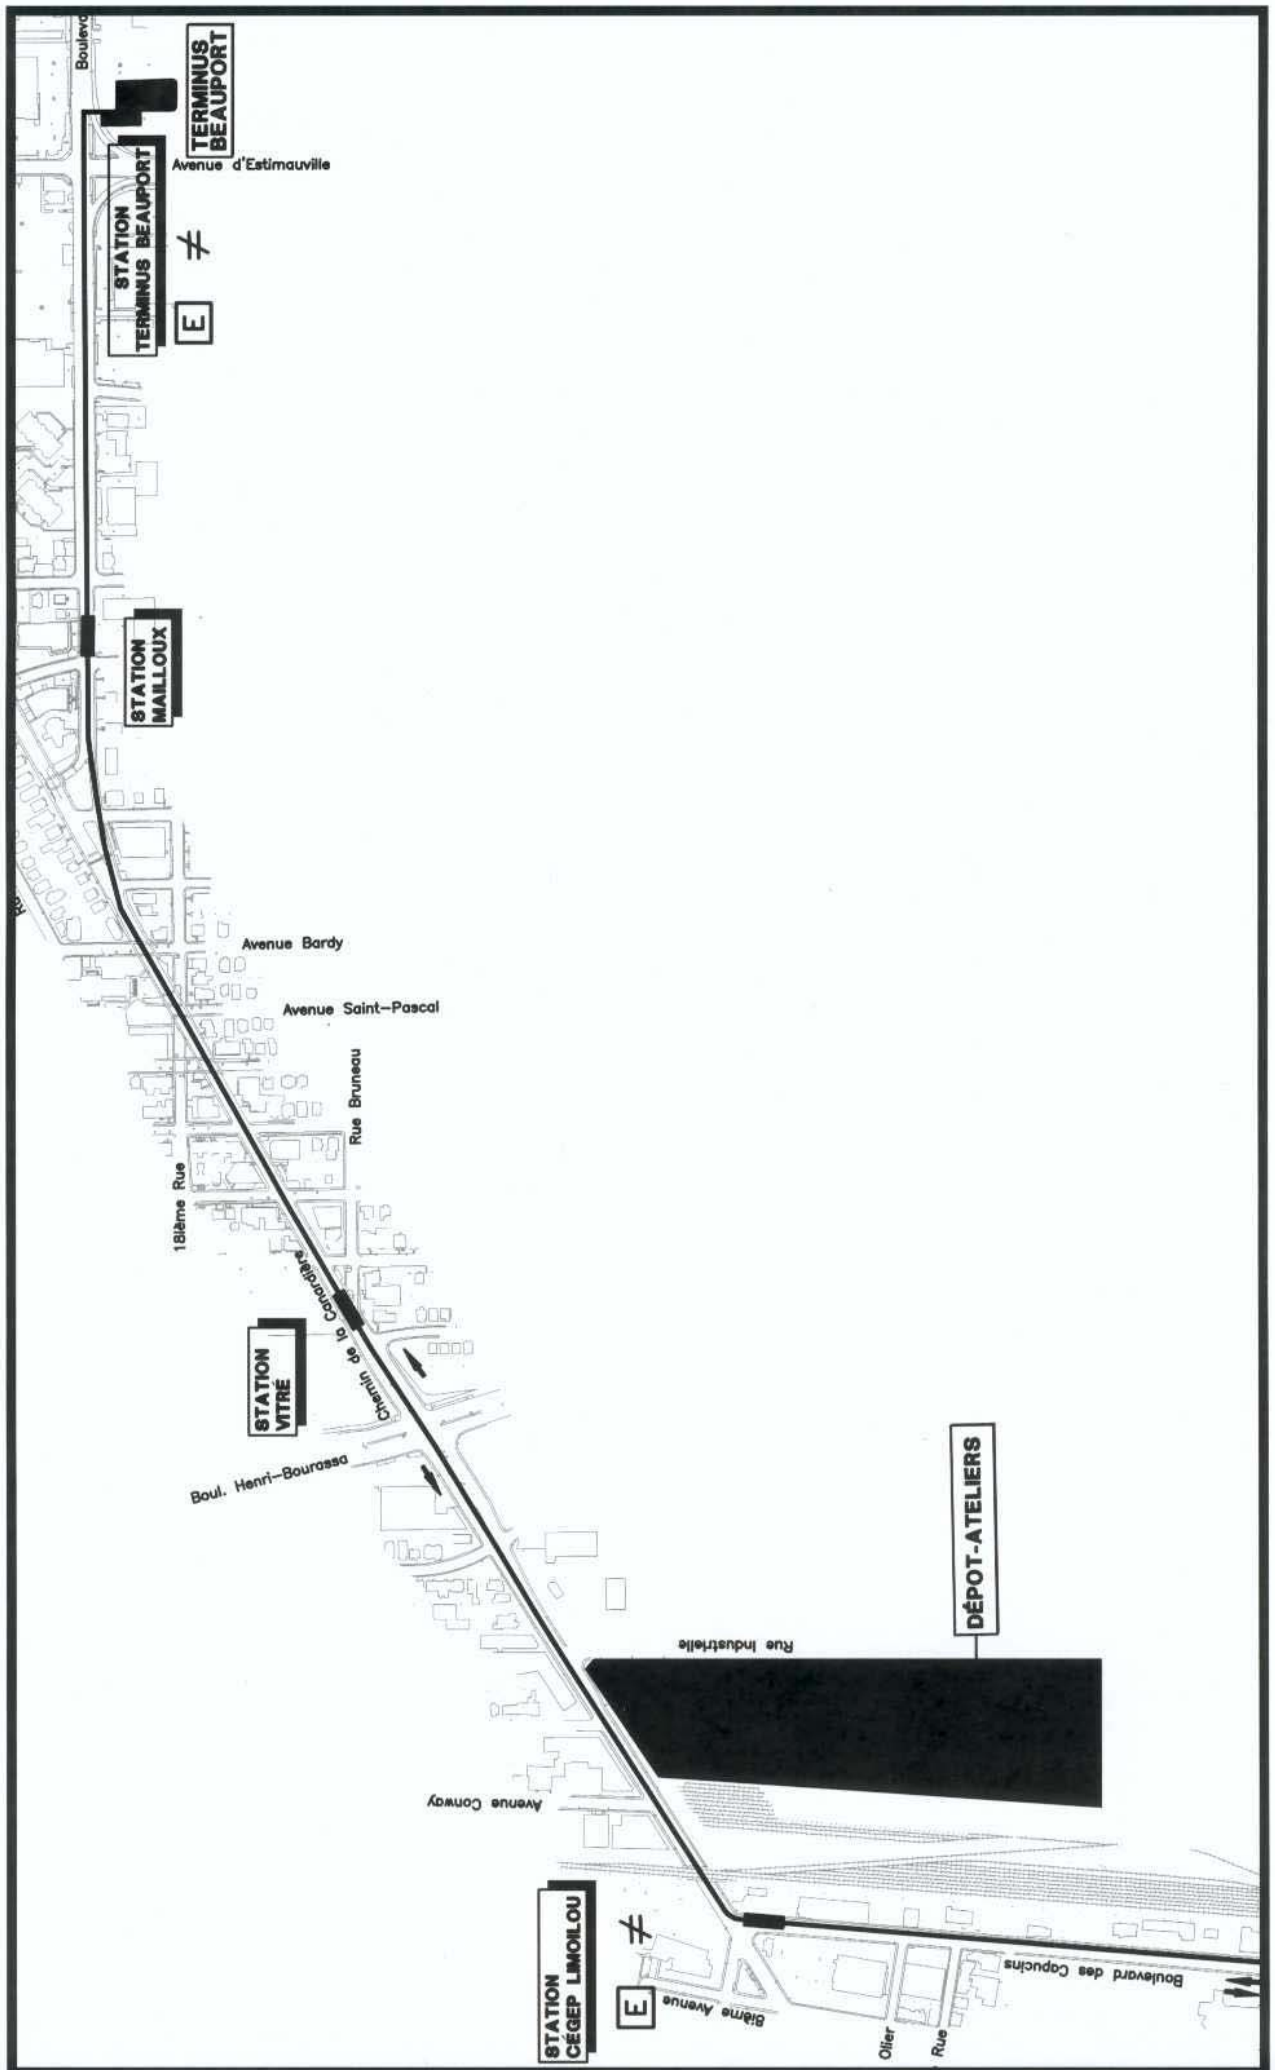 Boulev
TERMINUS
BEAUPORT
STATION
TERMINUS BEAUPORT
Avenue d'Estimauville
≠
E
STATION
MAILLOUX
Avenue Bardy
Avenue Saint-Pascal
Rue Bruneau
18ième Rue
Chemin de la Canardière
STATION
VITRÉ
Boul. Henri-Bourassa
DÉPOT-ATELIERS
Rue Industrielle
Avenue Conway
STATION
CÉGEP LIMOILOU
≠
E
8ième Avenue
Boulevard des Capucins
Olier
Rue